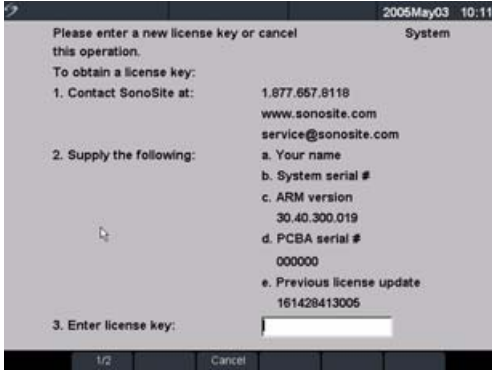 2005May03 10:11
Please enter a new license key or cancel System
this operation.
To obtain a license key:
1. Contact SonoSite at: 1.877.657.8118
www.sonosite.com
service@sonosite.com
2. Supply the following: a. Your name
b. System serial #
c. ARM version
30.40.300.019
d. PCBA serial #
000000
e. Previous license update
161428413005
3. Enter license key:
1/2 Cancel